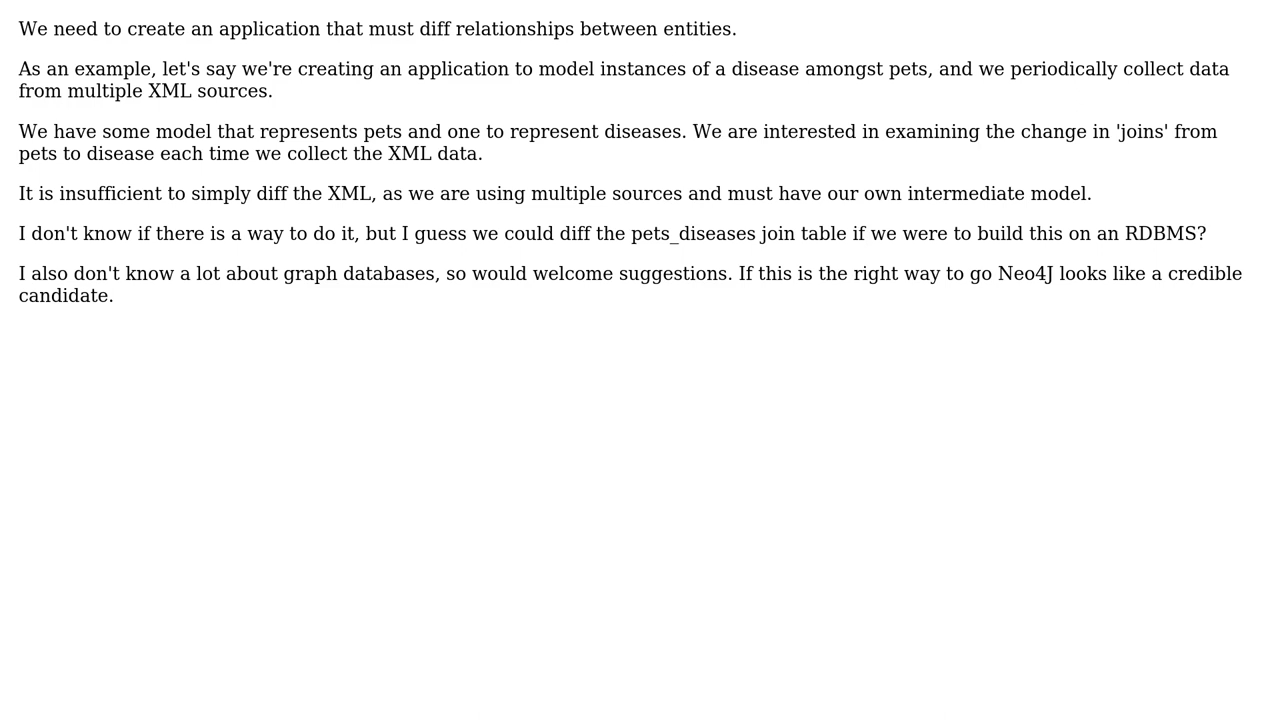 We need to create an application that must diff relationships between entities.
As an example, let's say we're creating an application to model instances of a disease amongst pets, and we periodically collect data
from multiple XML sources.
We have some model that represents pets and one to represent diseases. We are interested in examining the change in 'joins' from
pets to disease each time we collect the XML data.
It is insufficient to simply diff the XML, as we are using multiple sources and must have our own intermediate model.
I don't know if there is a way to do it, but I guess we could diff the pets_diseases join table if we were to build this on an RDBMS?
I also don't know a lot about graph databases, so would welcome suggestions. If this is the right way to go Neo4J looks like a credible
candidate.